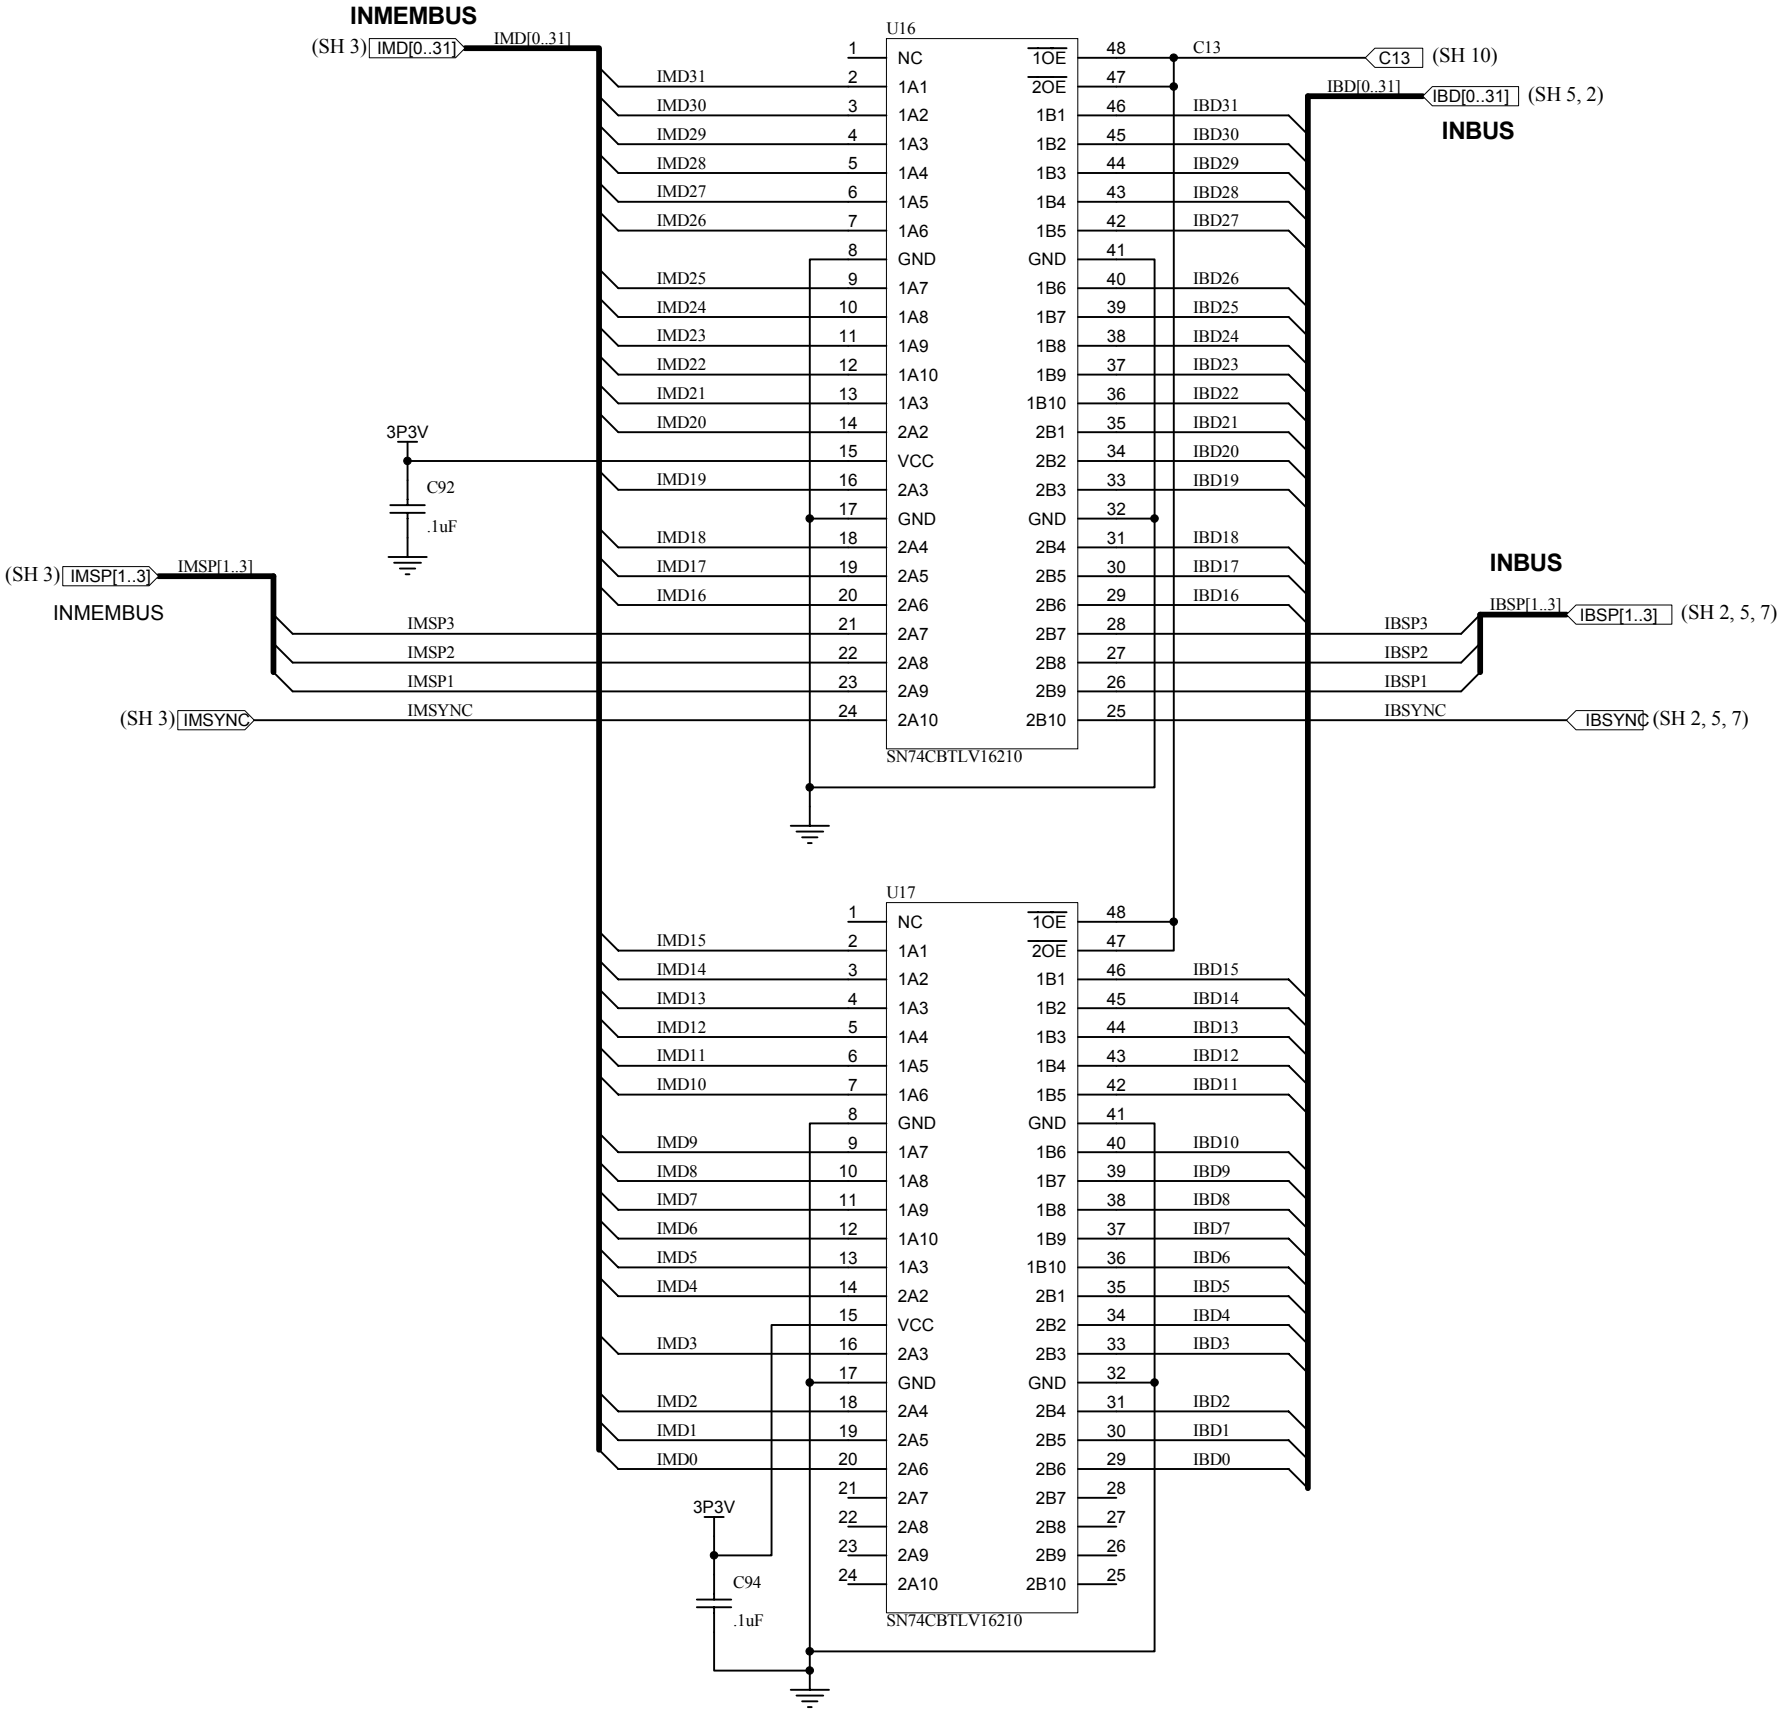 INMEMBUS
(SH 3) IMD[0..31] IMD[0..31]
U16
1 NC 1OE 48 C13 C13 (SH 10)
IMD31 2 1A1 2OE 47
IMD30 3 1A2 1B1 46 IBD31 IBD[0..31] IBD[0..31] (SH 5, 2)
INBUS
IMD29 4 1A3 1B2 45 IBD30
IMD28 5 1A4 1B3 44 IBD29
IMD27 6 1A5 1B4 43 IBD28
IMD26 7 1A6 1B5 42 IBD27
8 GND GND 41
IMD25 9 1A7 1B6 40 IBD26
IMD24 10 1A8 1B7 39 IBD25
IMD23 11 1A9 1B8 38 IBD24
IMD22 12 1A10 1B9 37 IBD23
IMD21 13 1A3 1B10 36 IBD22
IMD20 14 2A2 2B1 35 IBD21
3P3V
15 VCC 2B2 34 IBD20
C92
.1uF
IMD19 16 2A3 2B3 33 IBD19
17 GND GND 32
IMD18 18 2A4 2B4 31 IBD18
IMD17 19 2A5 2B5 30 IBD17
IMD16 20 2A6 2B6 29 IBD16
(SH 3) IMSP[1..3] IMSP[1..3]
INMEMBUS
INBUS
IBSP[1..3] IBSP[1..3] (SH 2, 5, 7)
IMSP3 21 2A7 2B7 28 IBSP3
IMSP2 22 2A8 2B8 27 IBSP2
IMSP1 23 2A9 2B9 26 IBSP1
(SH 3) IMSYNC IMSYNC 24 2A10 2B10 25 IBSYNC IBSYNC (SH 2, 5, 7)
SN74CBTLV16210
U17
1 NC 1OE 48
IMD15 2 1A1 2OE 47
IMD14 3 1A2 1B1 46 IBD15
IMD13 4 1A3 1B2 45 IBD14
IMD12 5 1A4 1B3 44 IBD13
IMD11 6 1A5 1B4 43 IBD12
IMD10 7 1A6 1B5 42 IBD11
8 GND GND 41
IMD9 9 1A7 1B6 40 IBD10
IMD8 10 1A8 1B7 39 IBD9
IMD7 11 1A9 1B8 38 IBD8
IMD6 12 1A10 1B9 37 IBD7
IMD5 13 1A3 1B10 36 IBD6
IMD4 14 2A2 2B1 35 IBD5
15 VCC 2B2 34 IBD4
IMD3 16 2A3 2B3 33 IBD3
17 GND GND 32
IMD2 18 2A4 2B4 31 IBD2
IMD1 19 2A5 2B5 30 IBD1
IMD0 20 2A6 2B6 29 IBD0
21 2A7 2B7 28
3P3V
22 2A8 2B8 27
23 2A9 2B9 26
C94
24 2A10 2B10 25
.1uF
SN74CBTLV16210